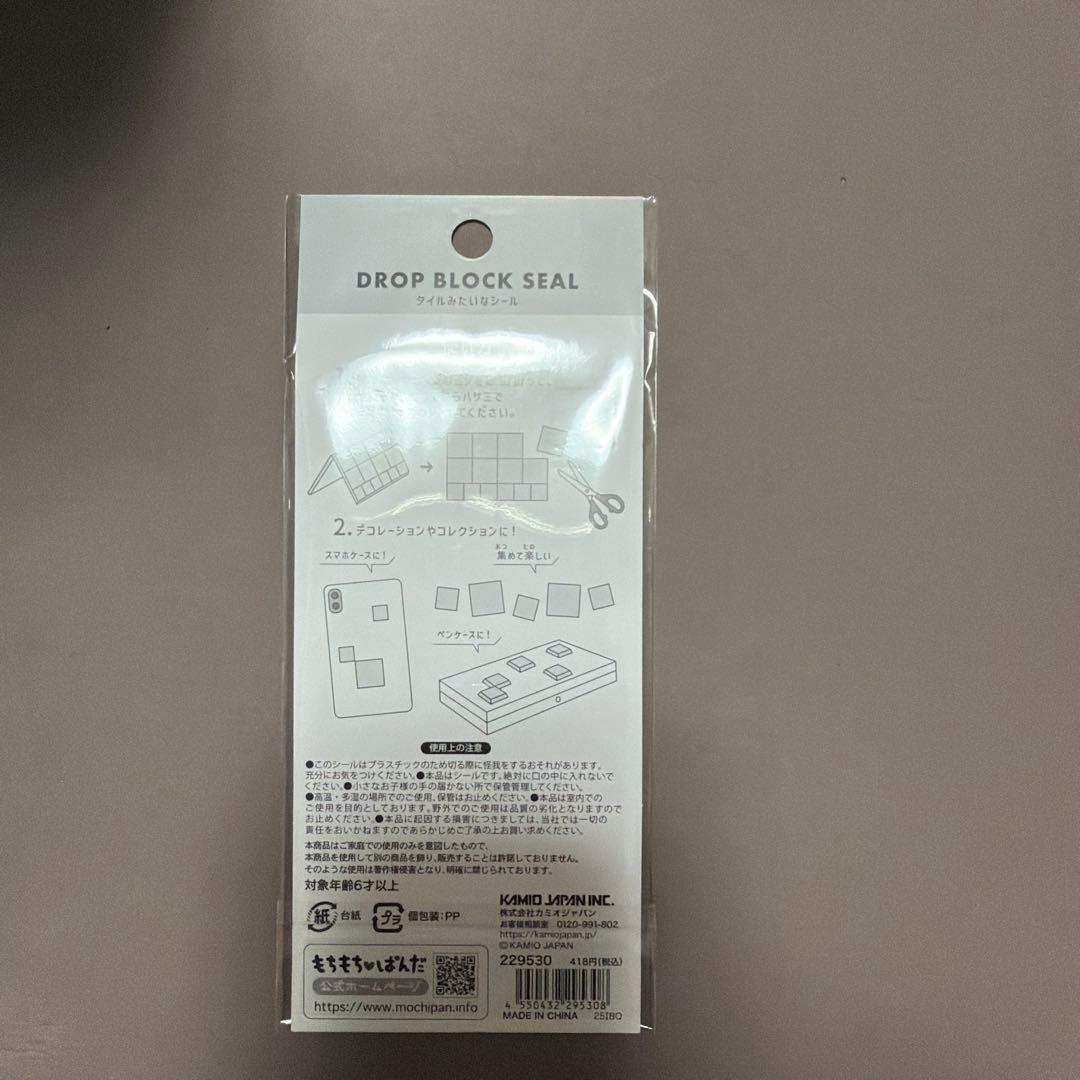 DROP BLOCK SEAL
タイルみたいなシール
使い方
らハサミで
てください。
2.デコレーションやコレクションに!
スマホケースに!
あつ たの
集めて楽しい
ペンケースに!
使用上の注意
●このシールはプラスチックのため切る際に怪我をするおそれがあります。
充分にお気をつけください。●本品はシールです。絶対に口の中に入れないで
ください。●小さなお子様の手の届かない所で保管管理してください。
●高温・多湿の場所でのご使用、保管はお止めください。●本品は室内での
ご使用を目的としております。野外でのご使用は品質の劣化となりますので
お止めください。●本品に起因する損害につきましては、当社では一切の
責任をおいかねますのであらかじめご了承の上お買い求めください。
本商品はご家庭での使用のみを意図したもので、
本商品を使用して別の商品を飾り、販売することは許諾しておりません。
そのような使用は著作権侵害となり、明確に禁じられております。
対象年齢6才以上
紙 台紙 プラ 個包装:PP
KAMIO JAPAN INC.
株式会社カミオジャパン
お客様相談室 0120-991-802
https://kamiojapan.jp/
©KAMIO JAPAN
もちもち♥ぱんだ
公式ホームページ
https://www.mochipan.info
229530 418円(税込)
4 550432 295308
MADE IN CHINA 25IBQ